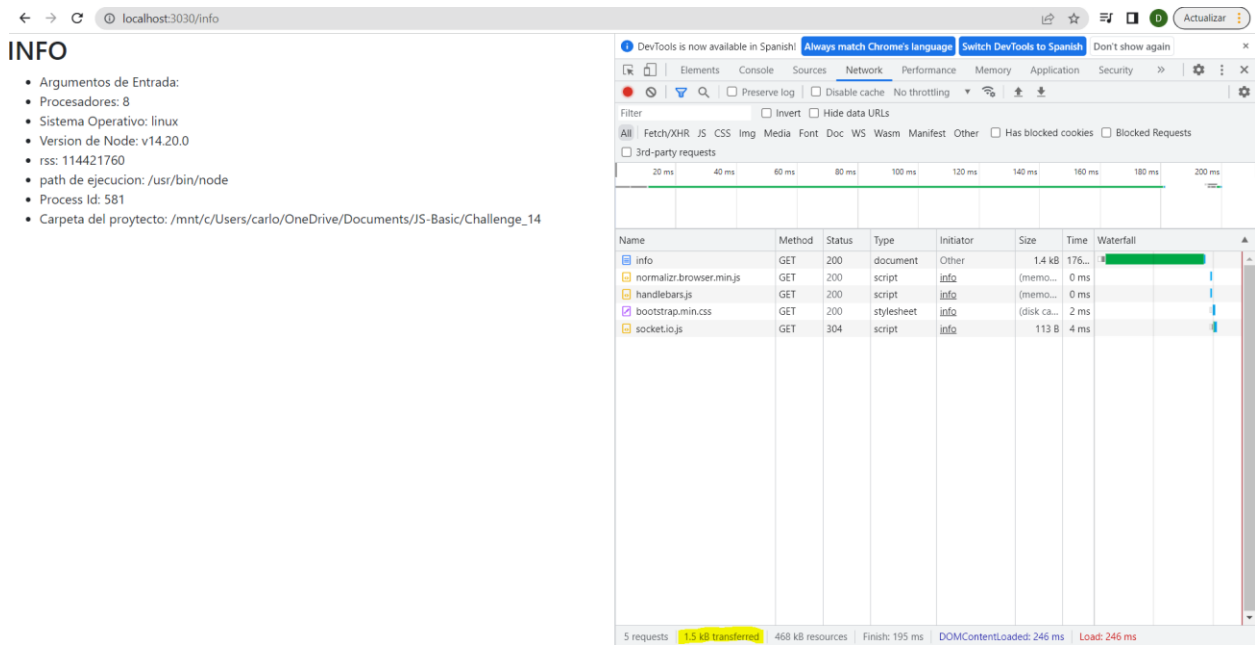 localhost:3030/info
D
Actualizar
INFO
Argumentos de Entrada:
Procesadores: 8
Sistema Operativo: linux
Version de Node: v14.20.0
rss: 114421760
path de ejecucion: /usr/bin/node
Process Id: 581
Carpeta del proytecto: /mnt/c/Users/carlo/OneDrive/Documents/JS-Basic/Challenge_14
DevTools is now available in Spanish! Always match Chrome's language Switch DevTools to Spanish Don't show again
Elements Console Sources Network Performance Memory Application Security
Preserve log Disable cache No throttling
Filter Invert Hide data URLs
All Fetch/XHR JS CSS Img Media Font Doc WS Wasm Manifest Other Has blocked cookies Blocked Requests
3rd-party requests
20 ms 40 ms 60 ms 80 ms 100 ms 120 ms 140 ms 160 ms 180 ms 200 ms
Name Method Status Type Initiator Size Time Waterfall
info GET 200 document Other 1.4 kB 176...
normalizr.browser.min.js GET 200 script info (memo... 0 ms
handlebars.js GET 200 script info (memo... 0 ms
bootstrap.min.css GET 200 stylesheet info (disk ca... 2 ms
socket.io.js GET 304 script info 113 B 4 ms
5 requests 1.5 kB transferred 468 kB resources Finish: 195 ms DOMContentLoaded: 246 ms Load: 246 ms